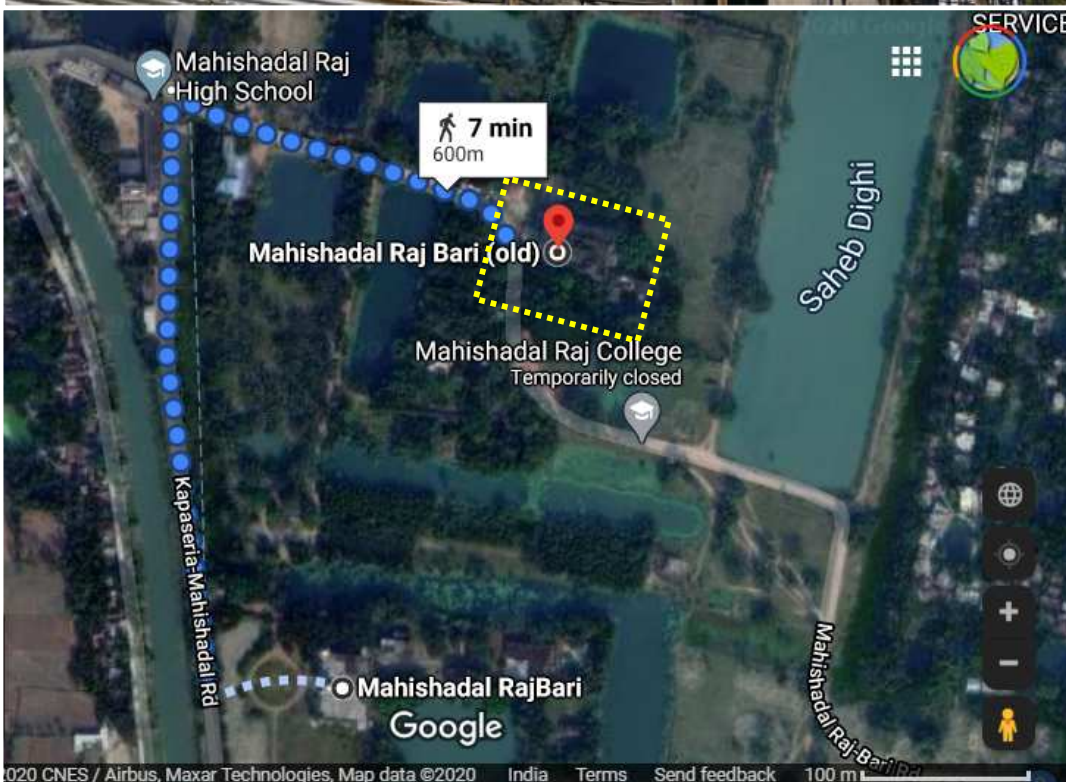 SERVICE
Mahishadal Raj
High School
7 min
600m
Mahishadal Raj Bari (old)
Saheb Dighi
Mahishadal Raj College
Temporarily closed
Kapaseria-Mahishadal Rd
Mahishadal RajBari
Google
Mahishadal Raj-Bari Rd
2020 CNES / Airbus, Maxar Technologies, Map data ©2020 India Terms Send feedback 100 m